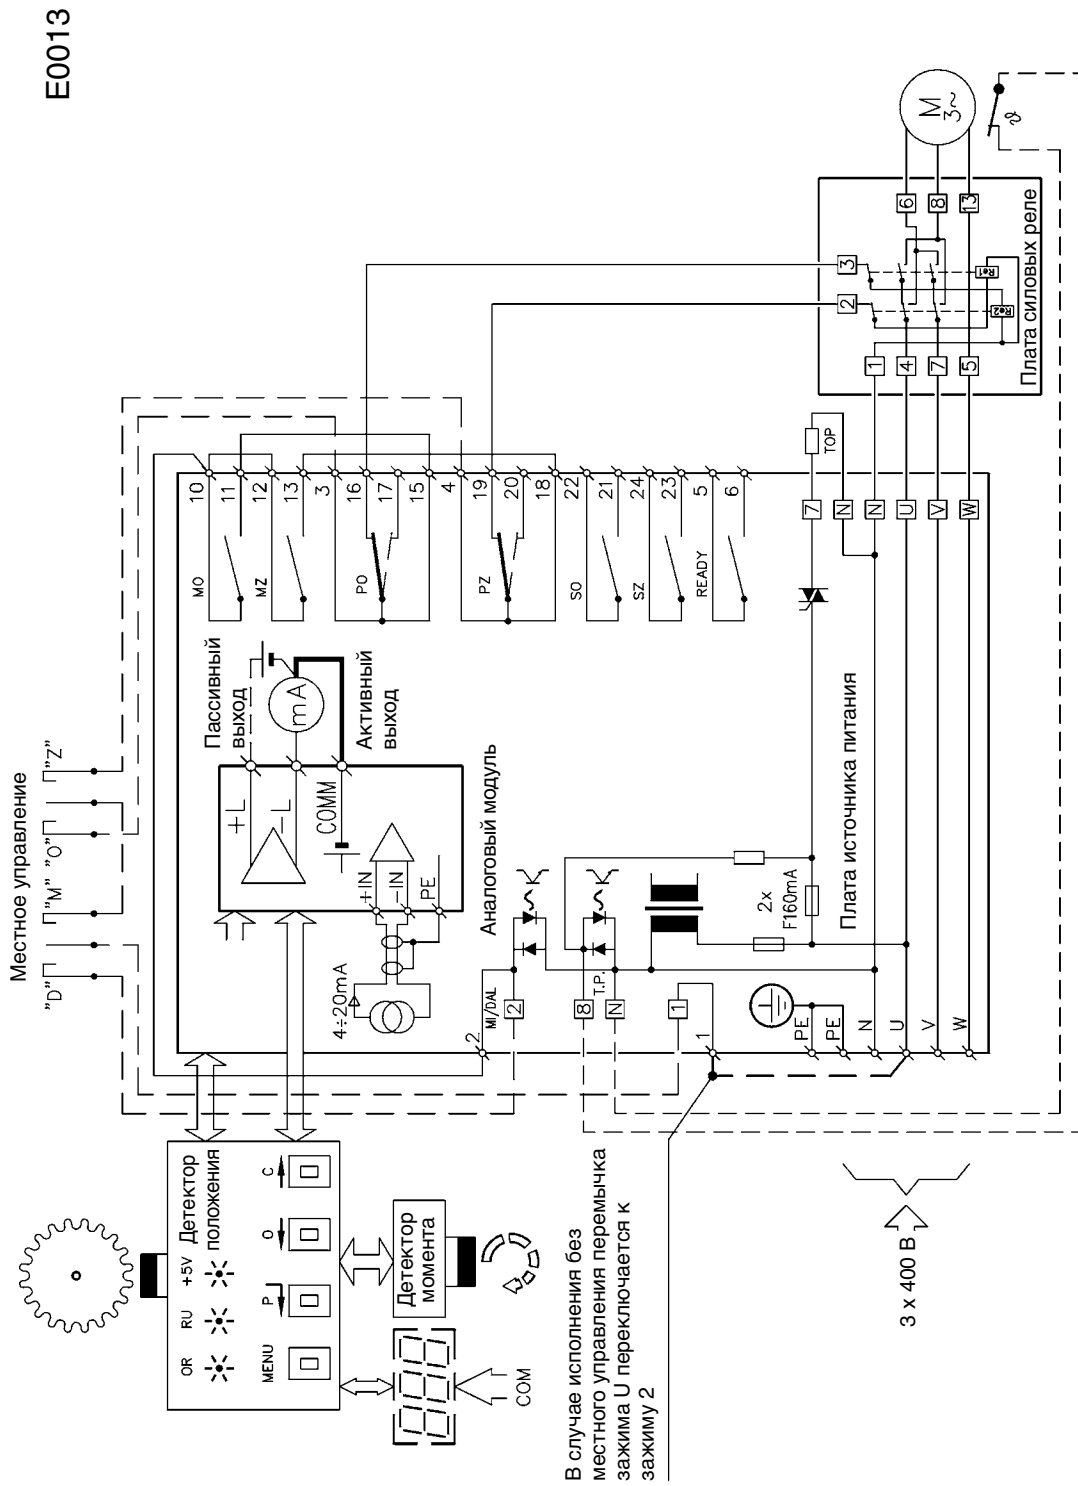 E0013
Местное управление
"D"
"M"
"O"
"Z"
OR
RU
+5V
Детектор
положения
MENU
P
O
C
COM
Детектор
момента
Пассивный
выход
mA
Активный
выход
+L
-L
COMM
+IN
-IN
PE
Аналоговый модуль
4÷20mA
MO
MZ
PO
PZ
SO
SZ
READY
10
11
12
13
3
16
17
15
4
19
20
18
22
21
24
23
5
6
2
MI/DAL
2
8
T.P.
N
1
1
2x
F160mA
Плата источника питания
7
N
N
U
V
W
TOP
PE
PE
N
U
V
W
3
2
6
8
13
Re1
Re2
1
4
7
5
Плата силовых реле
M
3~
ϑ
В случае исполнения без
местного управления перемычка
зажима U переключается к
зажиму 2
3 x 400 В